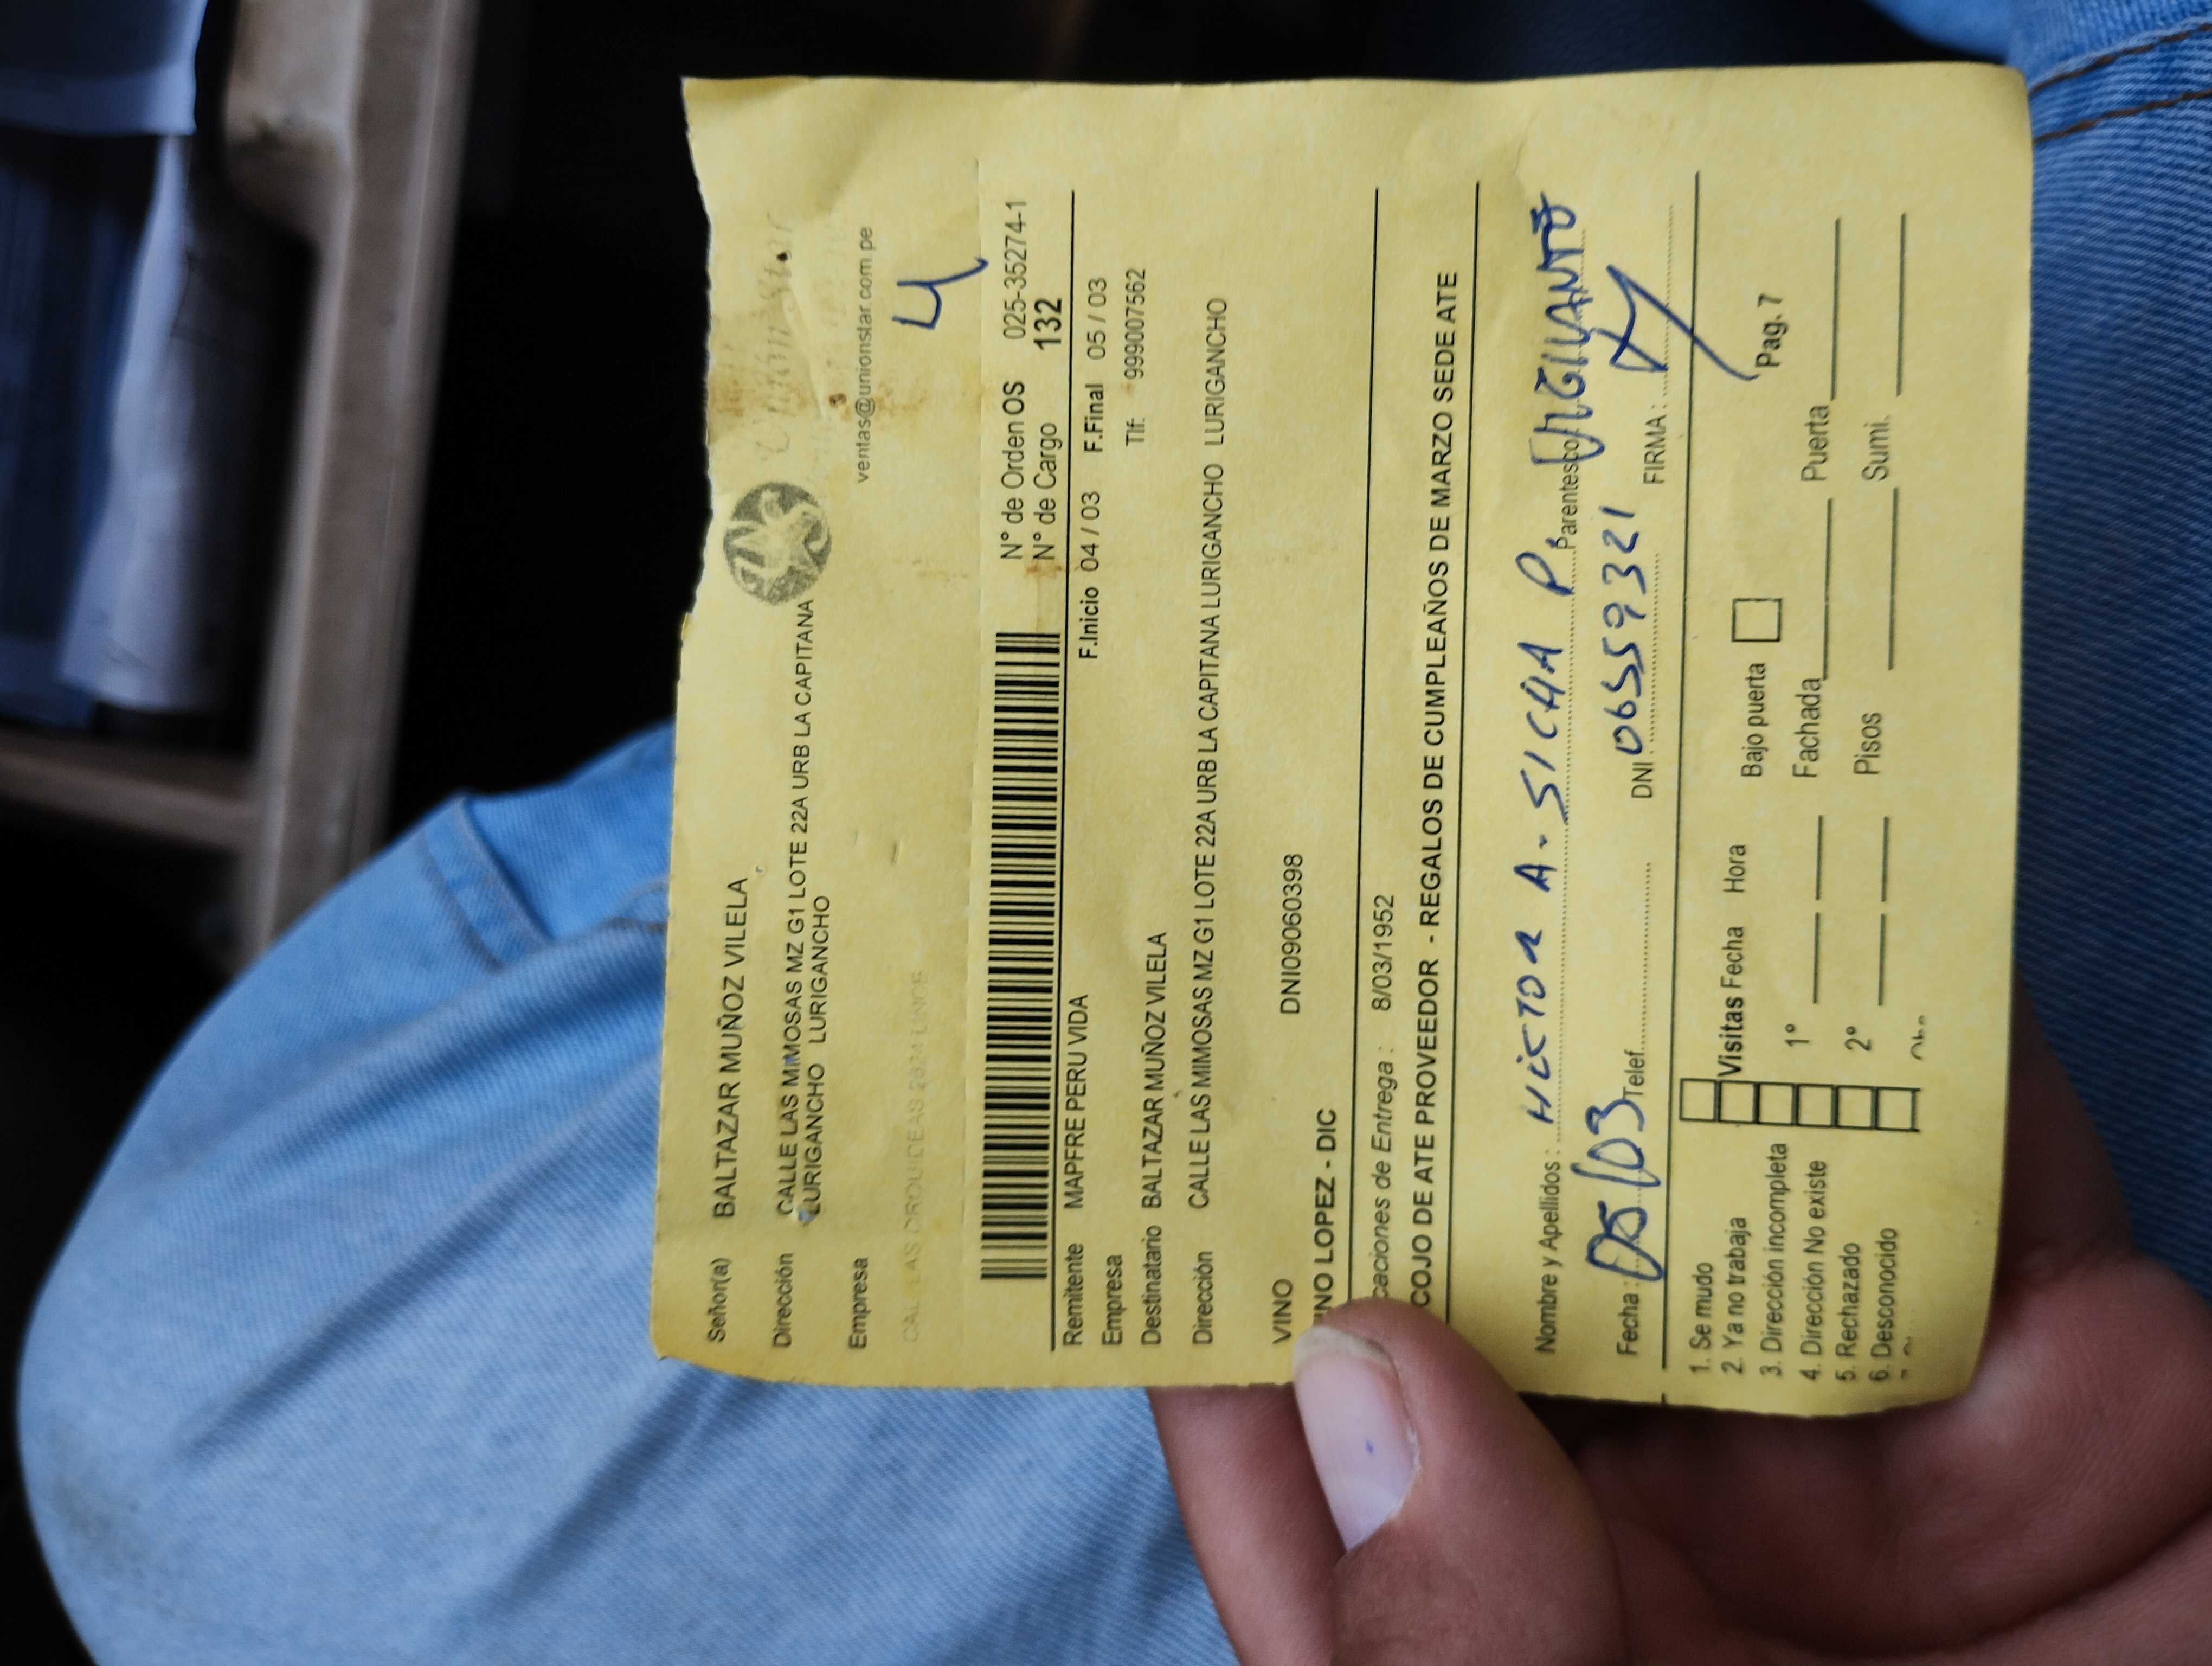 Señor(a) BALTAZAR MUÑOZ VILELA
Dirección CALLE LAS MIMOSAS MZ G1 LOTE 22A URB LA CAPITANA
LURIGANCHO LURIGANCHO
Empresa
ventas@unionstar.com.pe
4
N° de Orden OS 025-35274-1
N° de Cargo 132
Remitente MAPFRE PERU VIDA
F.Inicio 04 / 03 F.Final 05 / 03
Empresa
Tlf: 999007562
Destinatario BALTAZAR MUÑOZ VILELA
Dirección CALLE LAS MIMOSAS MZ G1 LOTE 22A URB LA CAPITANA LURIGANCHO LURIGANCHO LURIGANCHO
VINO DNI09060398
INO LOPEZ - DIC
caciones de Entrega : 8/03/1952
COJO DE ATE PROVEEDOR - REGALOS DE CUMPLEAÑOS DE MARZO SEDE ATE
Nombre y Apellidos : HÉCTOR A. SICHA P. Parentesco VIGILANTE
Fecha : 05/03 Telef. DNI 06559321 FIRMA :
1. Se mudo
2. Ya no trabaja Visitas Fecha Hora Bajo puerta Pag. 7
3. Dirección incompleta
4. Dirección No existe 1° Fachada Puerta
5. Rechazado
6. Desconocido 2° Pisos Sumi.